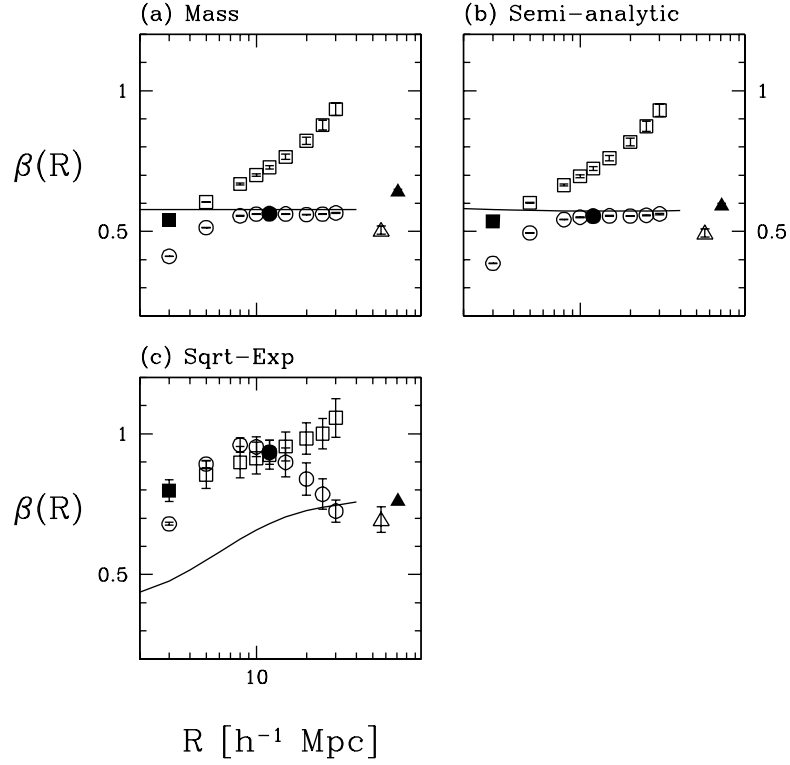 (a) Mass
(b) Semi-analytic
1
1
β(R)
0.5
0.5
(c) Sqrt-Exp
1
β(R)
0.5
10
R [h⁻¹ Mpc]